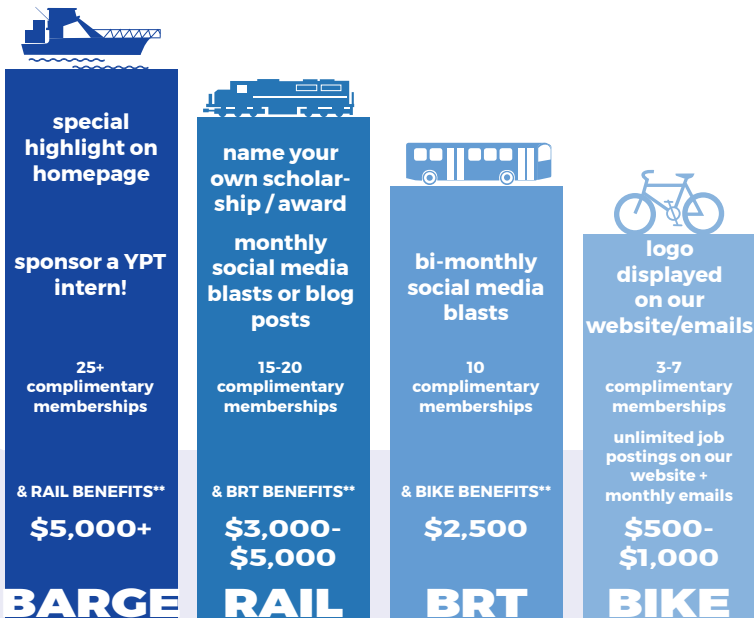 special
highlight on
homepage
sponsor a YPT
intern!
25+
complimentary
memberships
& RAIL BENEFITS**
$5,000+
BARGE
name your
own scholar-
ship / award
monthly
social media
blasts or blog
posts
15-20
complimentary
memberships
& BRT BENEFITS**
$3,000-
$5,000
RAIL
bi-monthly
social media
blasts
10
complimentary
memberships
& BIKE BENEFITS**
$2,500
BRT
logo
displayed
on our
website/emails
3-7
complimentary
memberships
unlimited job
postings on our
website +
monthly emails
$500-
$1,000
BIKE